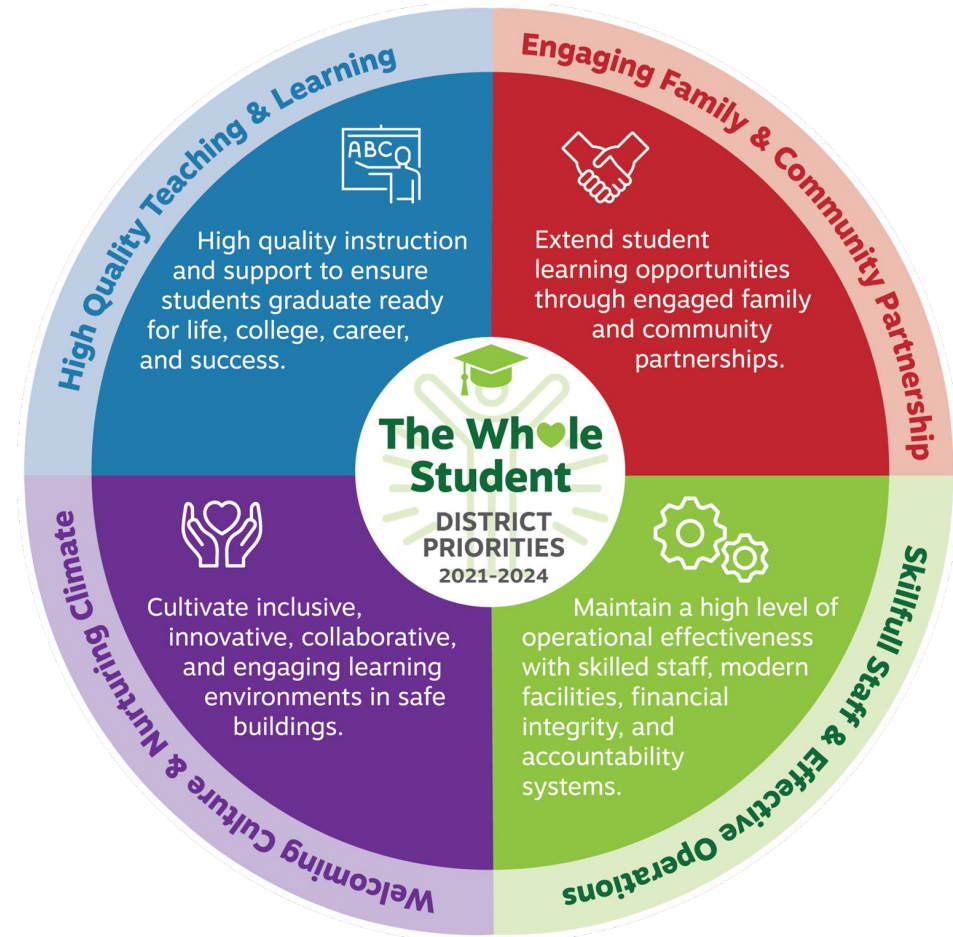 High Quality Teaching & Learning
ABC
High quality instruction
and support to ensure
students graduate ready
for life, college, career,
and success.
Engaging Family & Community Partnership
Extend student
learning opportunities
through engaged family
and community
partnerships.
The Whole
Student
DISTRICT
PRIORITIES
2021-2024
Welcoming Culture & Nurturing Climate
Cultivate inclusive,
innovative, collaborative,
and engaging learning
environments in safe
buildings.
Skillfull Staff & Effective Operations
Maintain a high level of
operational effectiveness
with skilled staff, modern
facilities, financial
integrity, and
accountability
systems.